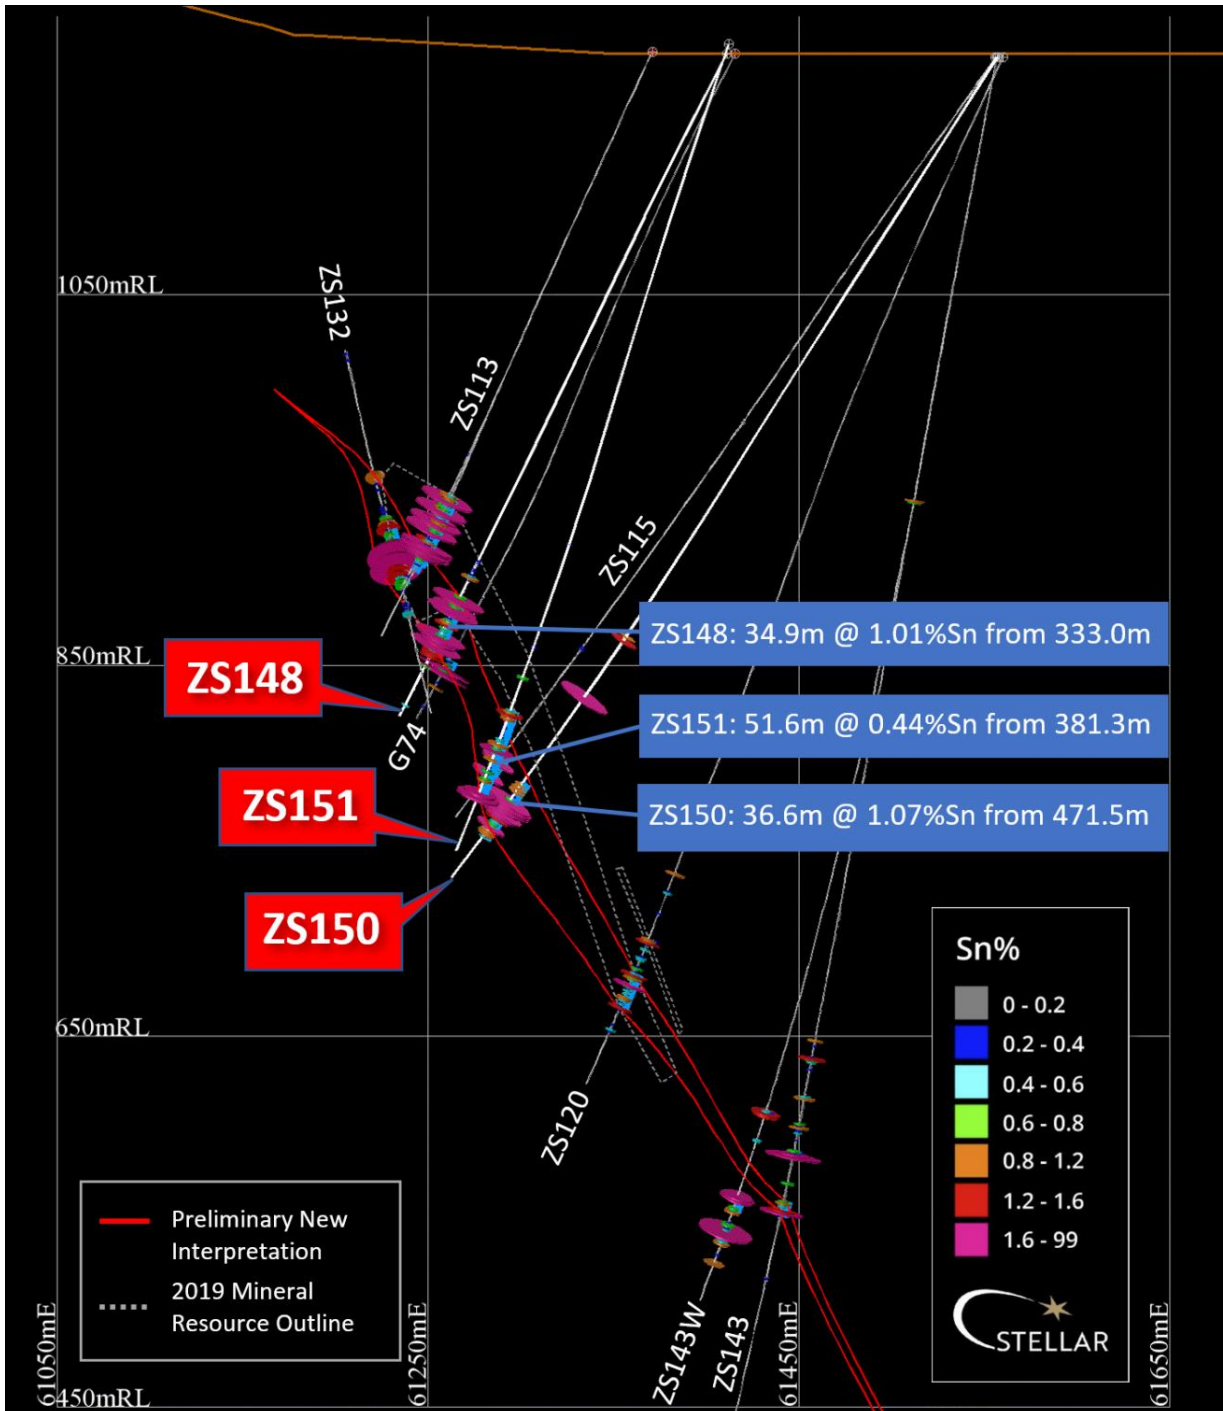 1050mRL
ZS132
ZS113
ZS115
ZS148: 34.9m @ 1.01%Sn from 333.0m
850mRL
ZS148
ZS151: 51.6m @ 0.44%Sn from 381.3m
G74
ZS151
ZS150: 36.6m @ 1.07%Sn from 471.5m
ZS150
Sn%
0 - 0.2
0.2 - 0.4
0.4 - 0.6
0.6 - 0.8
0.8 - 1.2
1.2 - 1.6
1.6 - 99
STELLAR
650mRL
ZS120
Preliminary New
Interpretation
2019 Mineral
Resource Outline
ZS143W
ZS143
61050mE
61250mE
61450mE
61650mE
450mRL